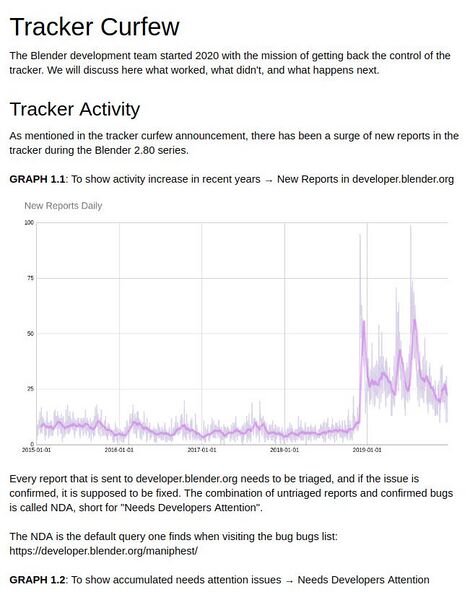 Tracker Curfew
The Blender development team started 2020 with the mission of getting back the control of the
tracker. We will discuss here what worked, what didn't, and what happens next.
Tracker Activity
As mentioned in the tracker curfew announcement, there has been a surge of new reports in the
tracker during the Blender 2.80 series.
GRAPH 1.1: To show activity increase in recent years → New Reports in developer.blender.org
New Reports Daily
100
75
50
25
0
2015-01-01 2016-01-01 2017-01-01 2018-01-01 2019-01-01
Every report that is sent to developer.blender.org needs to be triaged, and if the issue is
confirmed, it is supposed to be fixed. The combination of untriaged reports and confirmed bugs
is called NDA, short for "Needs Developers Attention".
The NDA is the default query one finds when visiting the bug bugs list:
https://developer.blender.org/maniphest/
GRAPH 1.2: To show accumulated needs attention issues → Needs Developers Attention